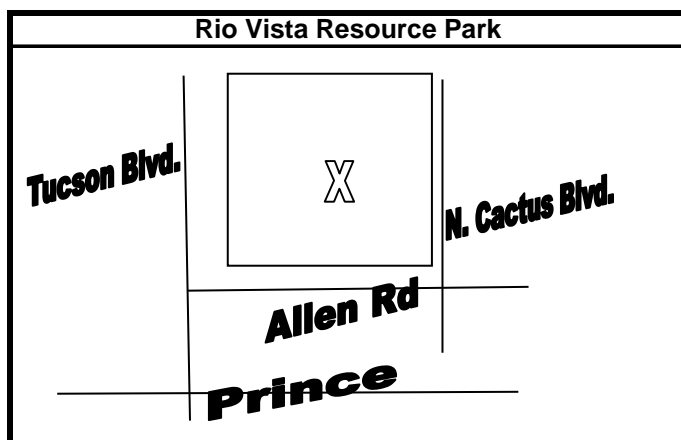 Rio Vista Resource Park
Tucson Blvd.
X
N. Cactus Blvd.
Allen Rd
Prince